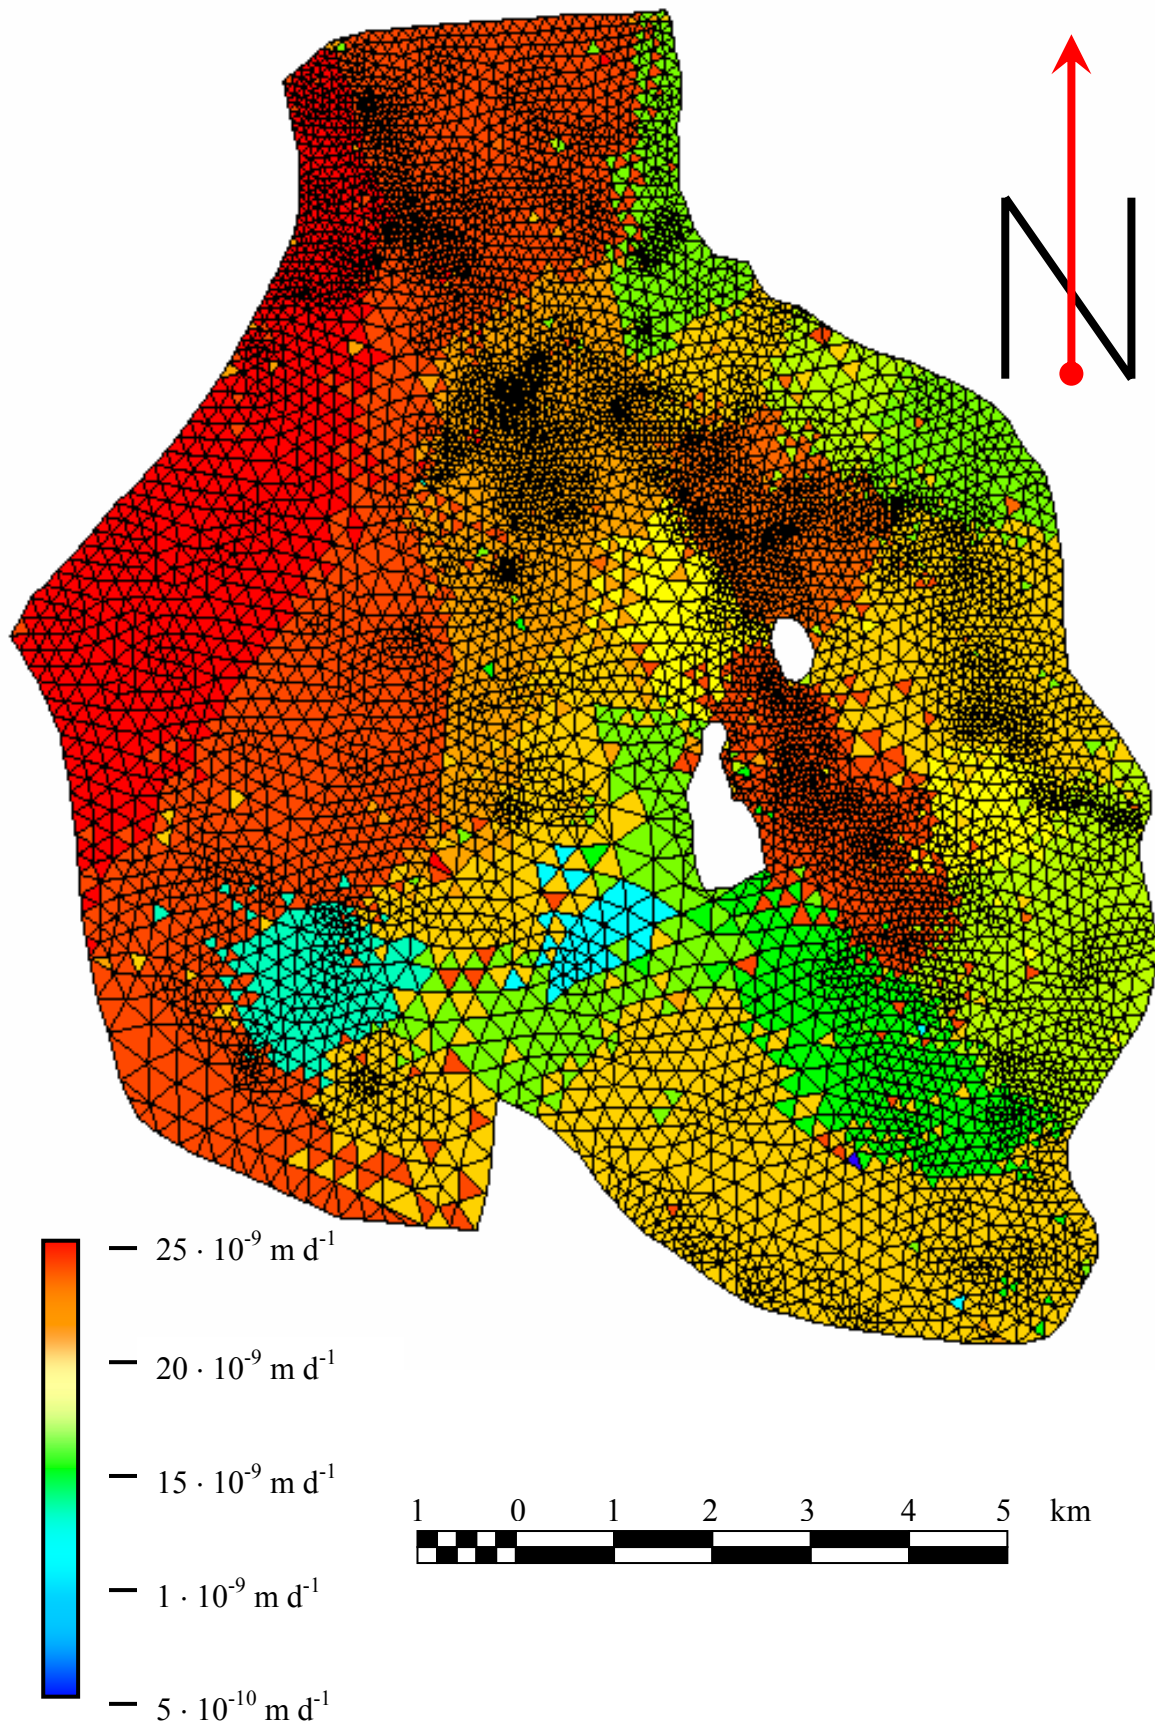 N
25 · 10⁻⁹ m d⁻¹
20 · 10⁻⁹ m d⁻¹
15 · 10⁻⁹ m d⁻¹
1 · 10⁻⁹ m d⁻¹
5 · 10⁻¹⁰ m d⁻¹
1 0 1 2 3 4 5 km